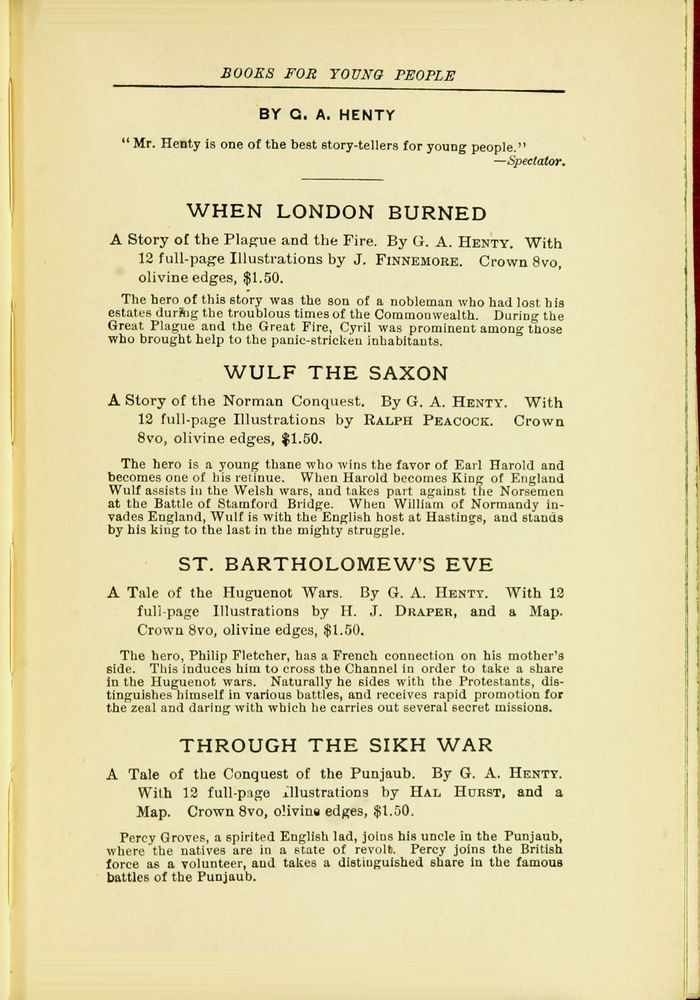 BOOKS FOR YOUNG PEOPLE
BY G. A. HENTY
“Mr. Henty is one of the best story-tellers for young people.”
—Spectator.
WHEN LONDON BURNED
A Story of the Plague and the Fire. By G. A. HENTY. With
12 full-page Illustrations by J. FINNEMORE. Crown 8vo,
olivine edges, $1.50.
The hero of this story was the son of a nobleman who had lost his
estates during the troublous times of the Commonwealth. During the
Great Plague and the Great Fire, Cyril was prominent among those
who brought help to the panic-stricken inhabitants.
WULF THE SAXON
A Story of the Norman Conquest. By G. A. HENTY. With
12 full-page Illustrations by RALPH PEACOCK. Crown
8vo, olivine edges, $1.50.
The hero is a young thane who wins the favor of Earl Harold and
becomes one of his retinue. When Harold becomes King of England
Wulf assists in the Welsh wars, and takes part against the Norsemen
at the Battle of Stamford Bridge. When William of Normandy in-
vades England, Wulf is with the English host at Hastings, and stands
by his king to the last in the mighty struggle.
ST. BARTHOLOMEW'S EVE
A Tale of the Huguenot Wars. By G. A. HENTY. With 12
full-page Illustrations by H. J. DRAPER, and a Map.
Crown 8vo, olivine edges, $1.50.
The hero, Philip Fletcher, has a French connection on his mother's
side. This induces him to cross the Channel in order to take a share
in the Huguenot wars. Naturally he sides with the Protestants, dis-
tinguishes himself in various battles, and receives rapid promotion for
the zeal and daring with which he carries out several secret missions.
THROUGH THE SIKH WAR
A Tale of the Conquest of the Punjaub. By G. A. HENTY.
With 12 full-page illustrations by HAL HURST, and a
Map. Crown 8vo, olivine edges, $1.50.
Percy Groves, a spirited English lad, joins his uncle in the Punjaub,
where the natives are in a state of revolt. Percy joins the British
force as a volunteer, and takes a distinguished share in the famous
battles of the Punjaub.